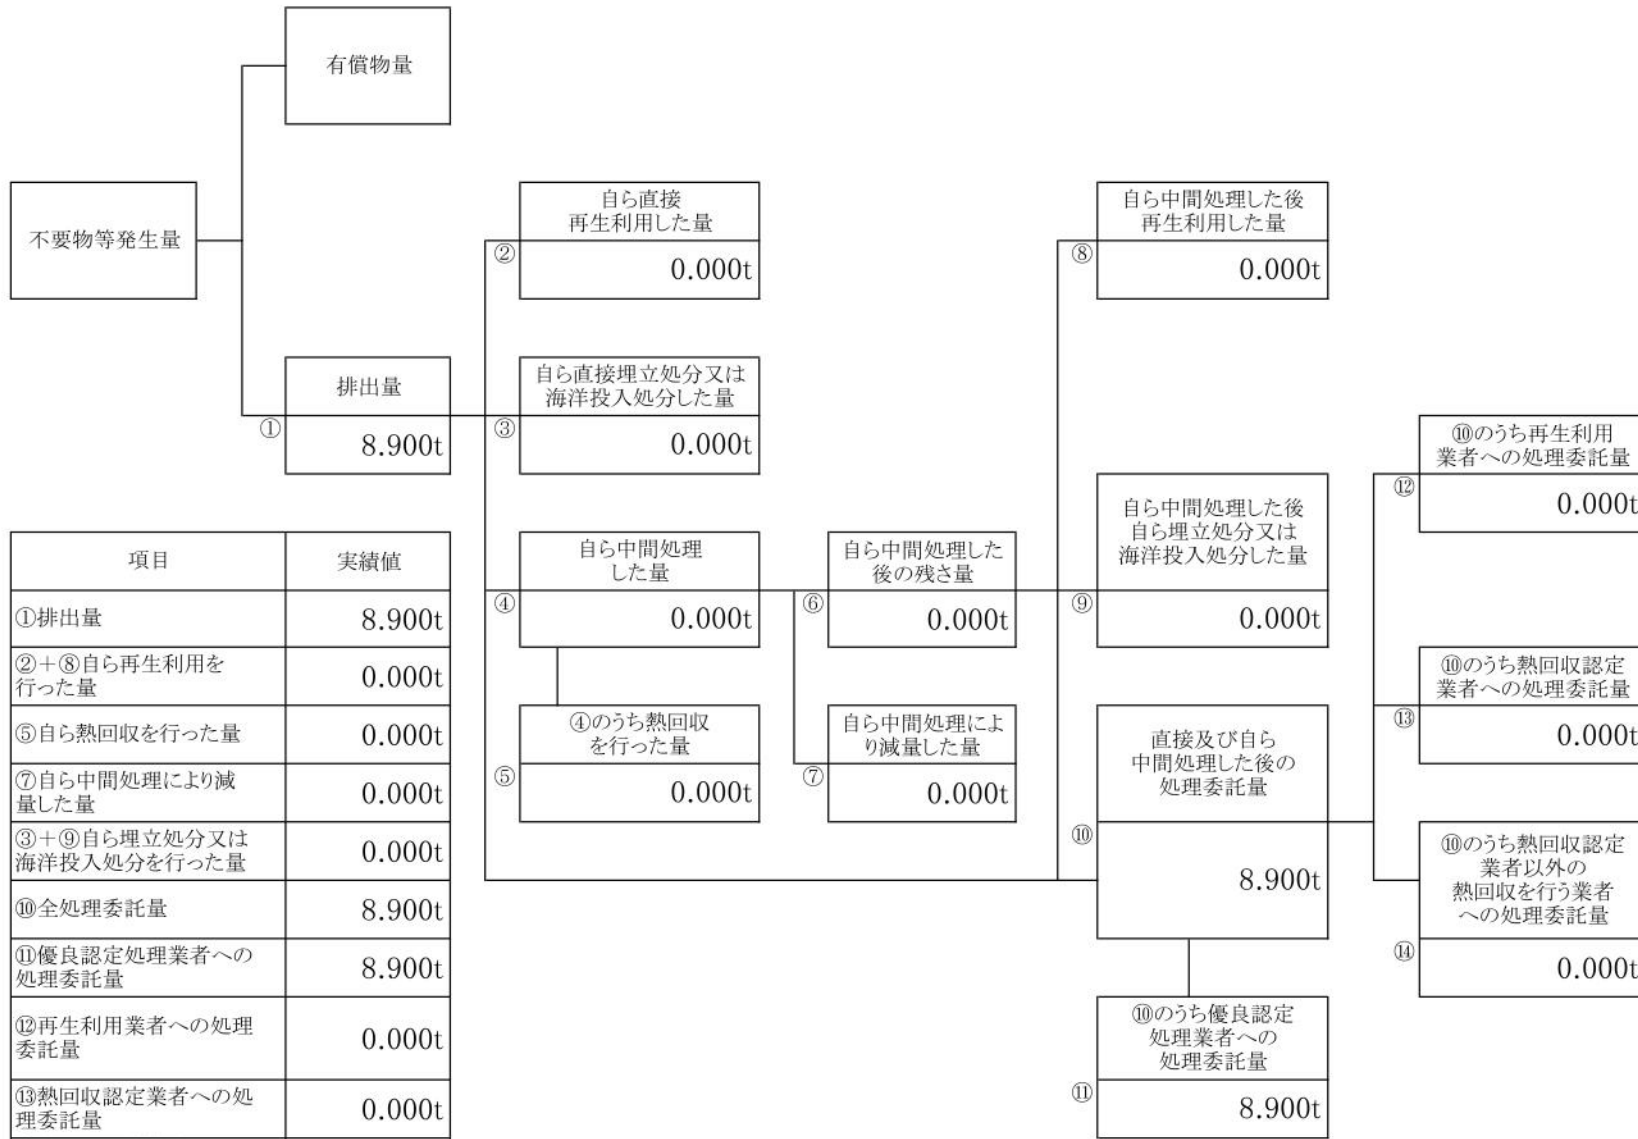 有償物量
不要物等発生量
自ら直接
再生利用した量
②
0.000t
自ら中間処理した後
再生利用した量
⑧
0.000t
排出量
①
8.900t
自ら直接埋立処分又は
海洋投入処分した量
③
0.000t
⑩のうち再生利用
業者への処理委託量
⑫
0.000t
自ら中間処理
した量
④
0.000t
自ら中間処理した
後の残さ量
⑥
0.000t
自ら中間処理した後
自ら埋立処分又は
海洋投入処分した量
⑨
0.000t
④のうち熱回収
を行った量
⑤
0.000t
自ら中間処理によ
り減量した量
⑦
0.000t
直接及び自ら
中間処理した後の
処理委託量
⑩
8.900t
⑩のうち熱回収認定
業者への処理委託量
⑬
0.000t
⑩のうち熱回収認定
業者以外の
熱回収を行う業者
への処理委託量
⑭
0.000t
⑩のうち優良認定
処理業者への
処理委託量
⑪
8.900t
項目 実績値
①排出量 8.900t
②+⑧自ら再生利用を
行った量 0.000t
⑤自ら熱回収を行った量 0.000t
⑦自ら中間処理により減
量した量 0.000t
③+⑨自ら埋立処分又は
海洋投入処分を行った量 0.000t
⑩全処理委託量 8.900t
⑪優良認定処理業者への
処理委託量 8.900t
⑫再生利用業者への処理
委託量 0.000t
⑬熱回収認定業者への処
理委託量 0.000t